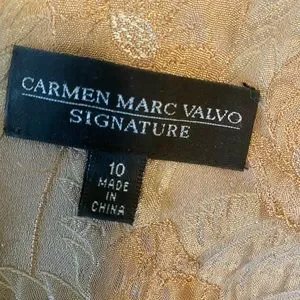 CARMEN MARC VALVO
SIGNATURE
10
MADE
IN
CHINA